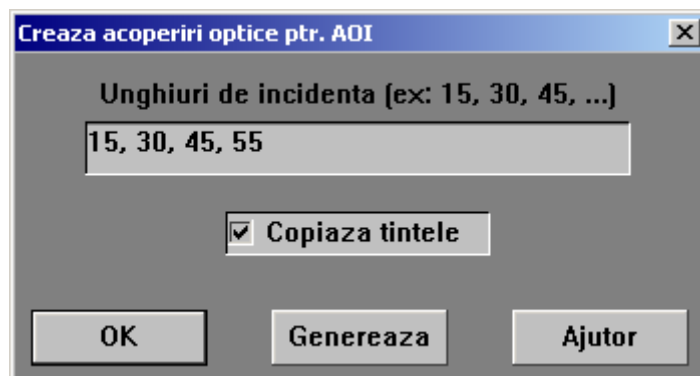 Creaza acoperiri optice ptr. AOI
Unghiuri de incidenta (ex: 15, 30, 45, ...)
15, 30, 45, 55
Copiaza tintele
OK Genereaza Ajutor